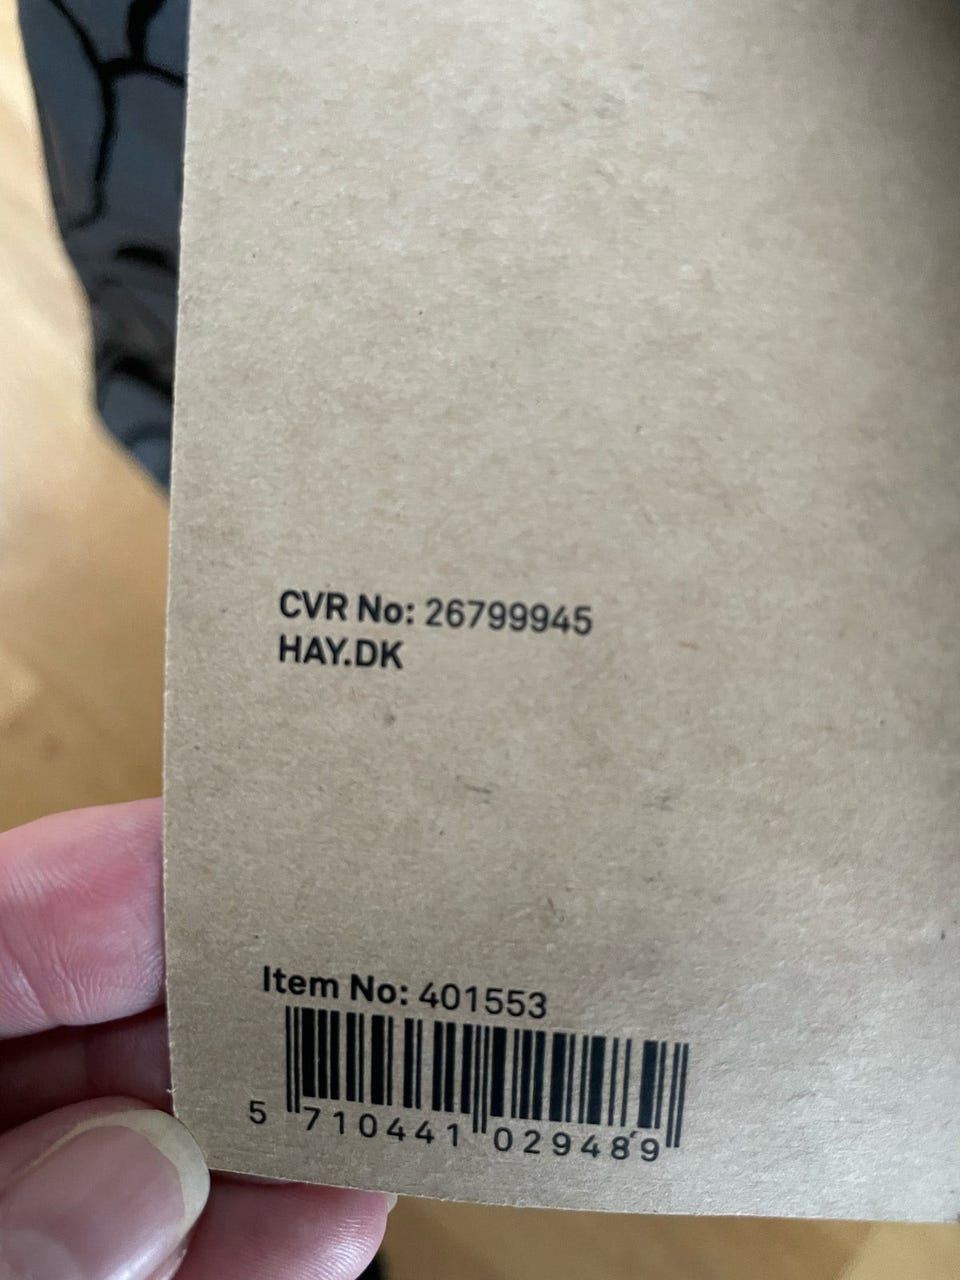 CVR No: 26799945
HAY.DK
Item No: 401553
5 710441 029489